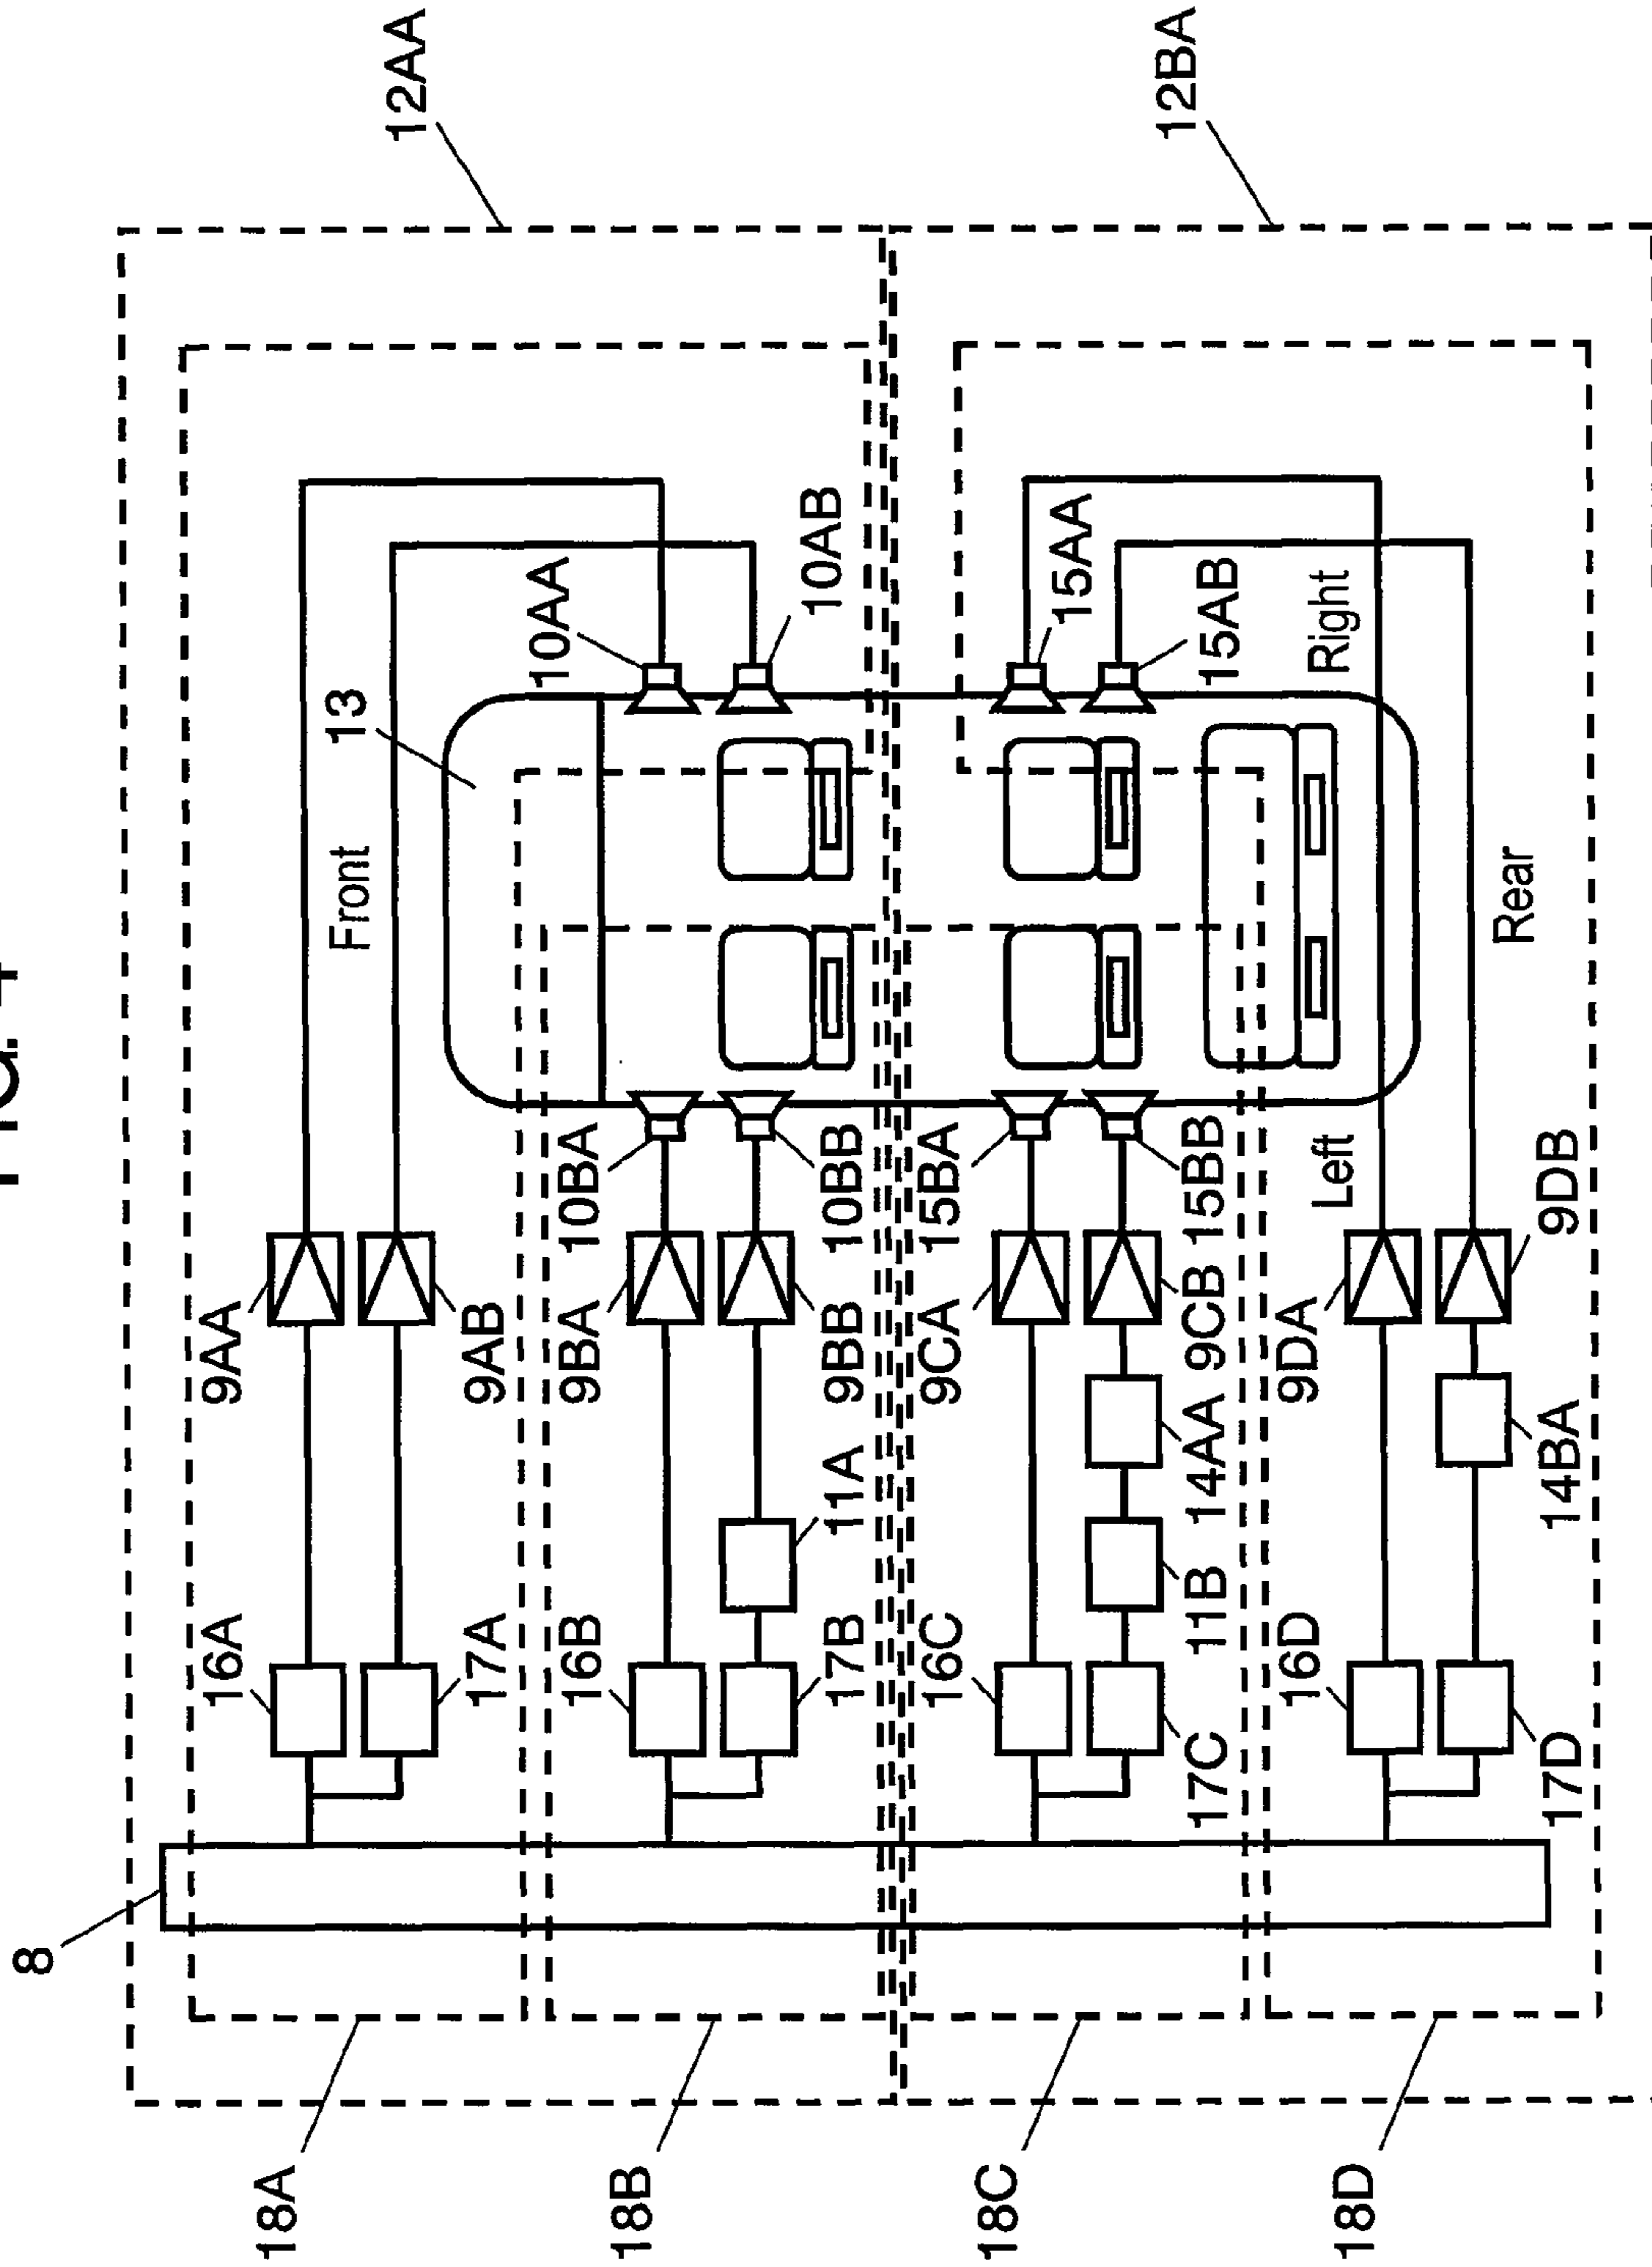 FIG. 4
8
16A
9AA
18A
Front
13
12AA
17A
9AB
10AA
16B
9BA
10BA
18B
10AB
17B
11A
9BB
10BB
16C
9CA
15BA
18C
15AA
12BA
17C
11B
14AA
9CB
15BB
15AB
16D
9DA
Left
Right
18D
Rear
17D
14BA
9DB